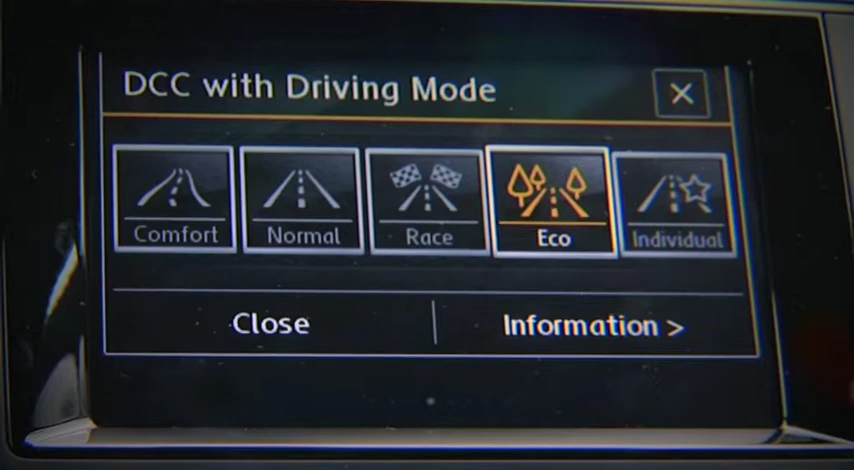 DCC with Driving Mode
Comfort Normal Race Eco Individual
Close Information >